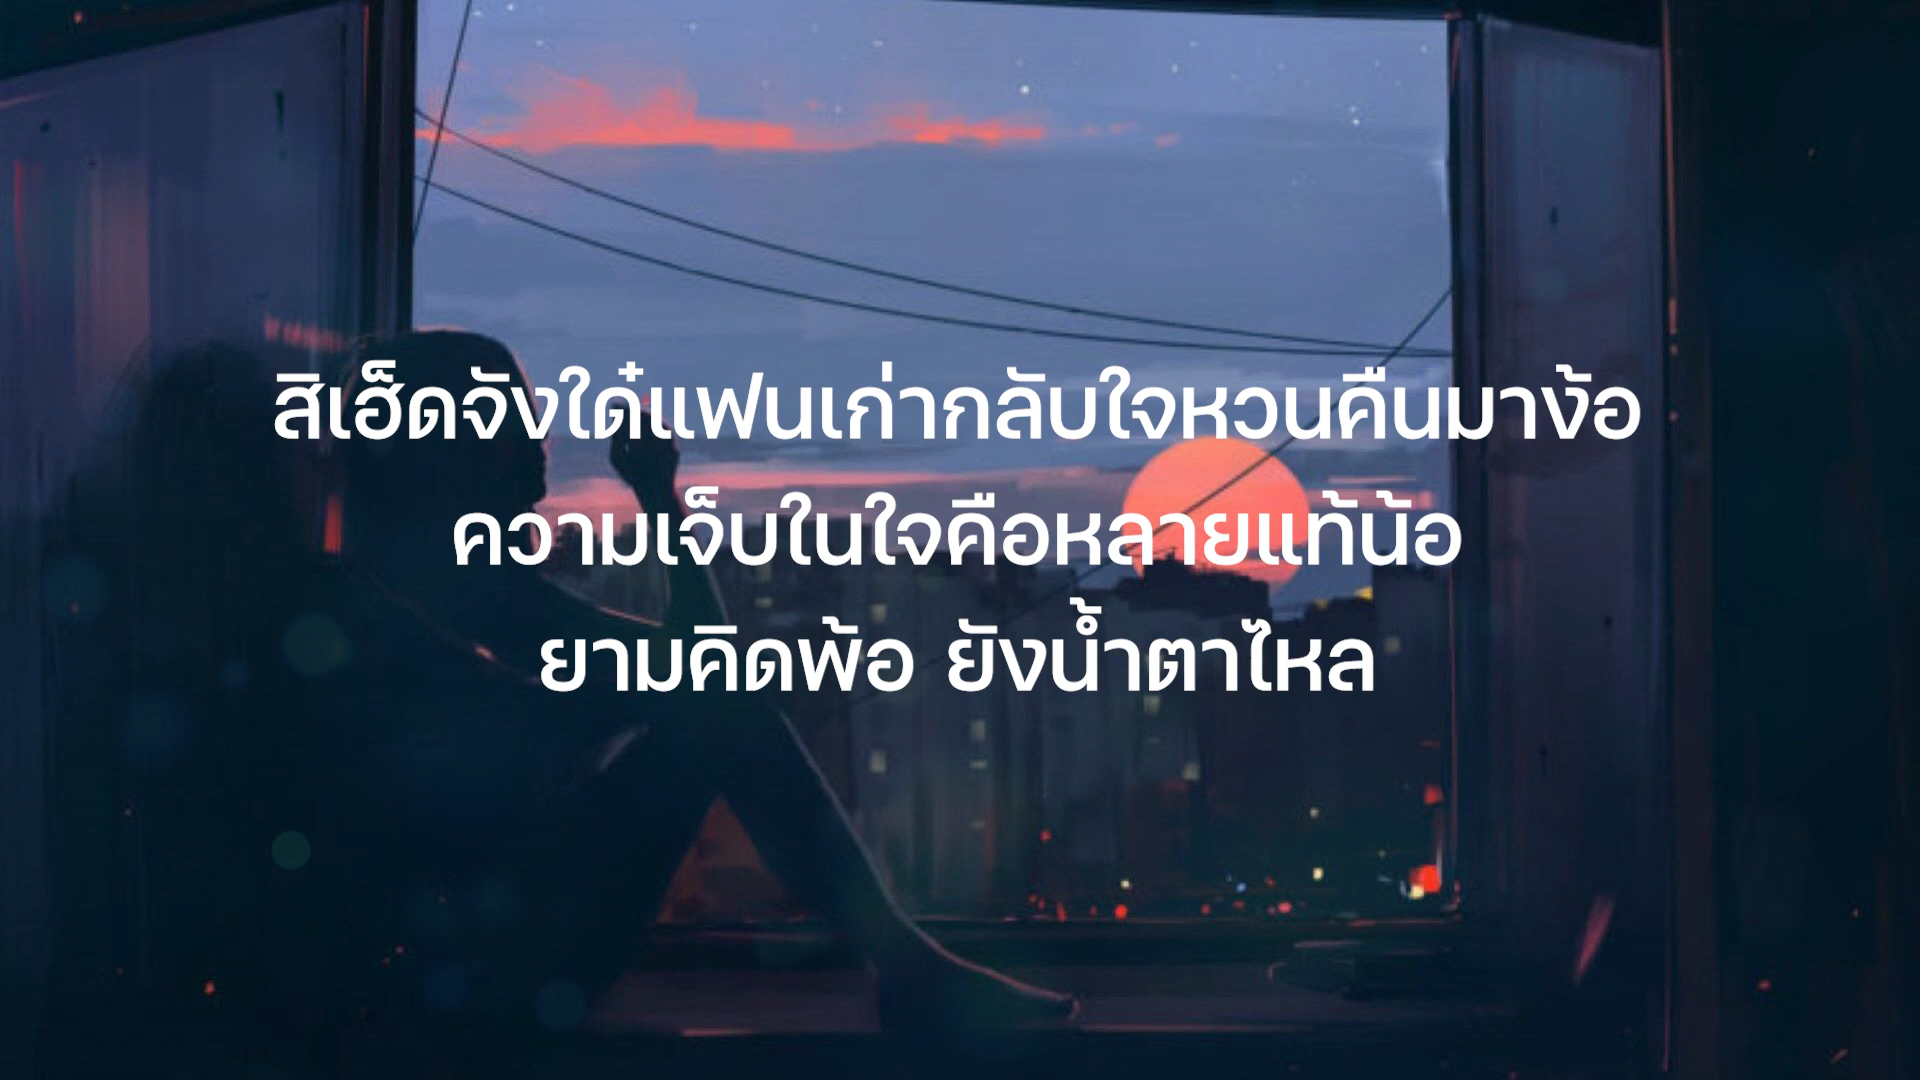 สิเฮ็ดจังใด๋แฟนเก่ากลับใจหวนคืนมาง้อ
ความเจ็บในใจคือหลายแท้น้อ
ยามคิดพ้อ ยังน้ำตาไหล